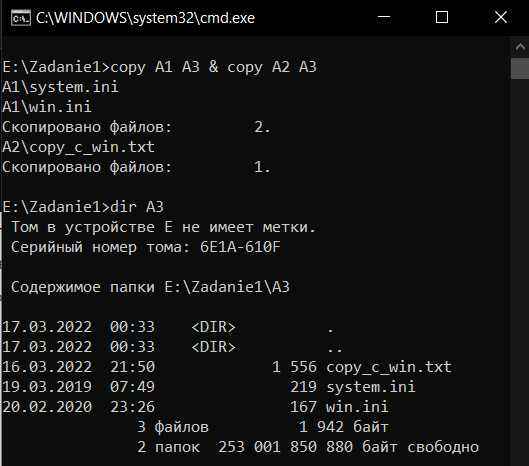 C:\WINDOWS\system32\cmd.exe
E:\Zadanie1>copy A1 A3 & copy A2 A3
A1\system.ini
A1\win.ini
Скопировано файлов:         2.
A2\copy_c_win.txt
Скопировано файлов:         1.
E:\Zadanie1>dir A3
Том в устройстве E не имеет метки.
Серийный номер тома: 6E1A-610F
Содержимое папки E:\Zadanie1\A3
17.03.2022  00:33    <DIR>          .
17.03.2022  00:33    <DIR>          ..
16.03.2022  21:50             1 556 copy_c_win.txt
19.03.2019  07:49               219 system.ini
20.02.2020  23:26               167 win.ini
3 файлов          1 942 байт
2 папок  253 001 850 880 байт свободно